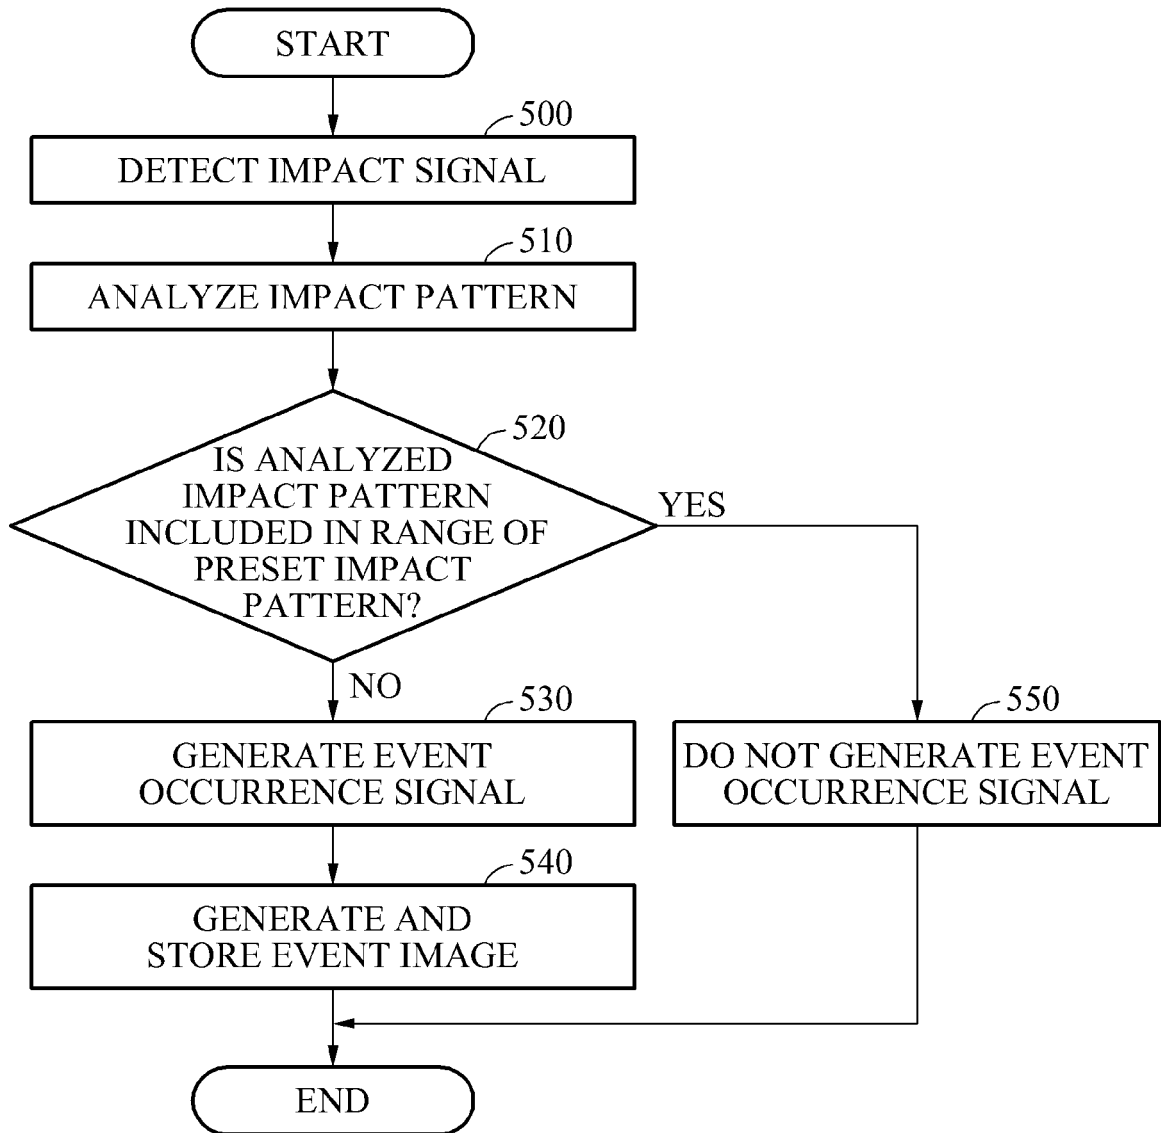 START
500
DETECT IMPACT SIGNAL
510
ANALYZE IMPACT PATTERN
520
IS ANALYZED
IMPACT PATTERN
INCLUDED IN RANGE OF
PRESET IMPACT
PATTERN?
YES
NO
530
GENERATE EVENT
OCCURRENCE SIGNAL
550
DO NOT GENERATE EVENT
OCCURRENCE SIGNAL
540
GENERATE AND
STORE EVENT IMAGE
END